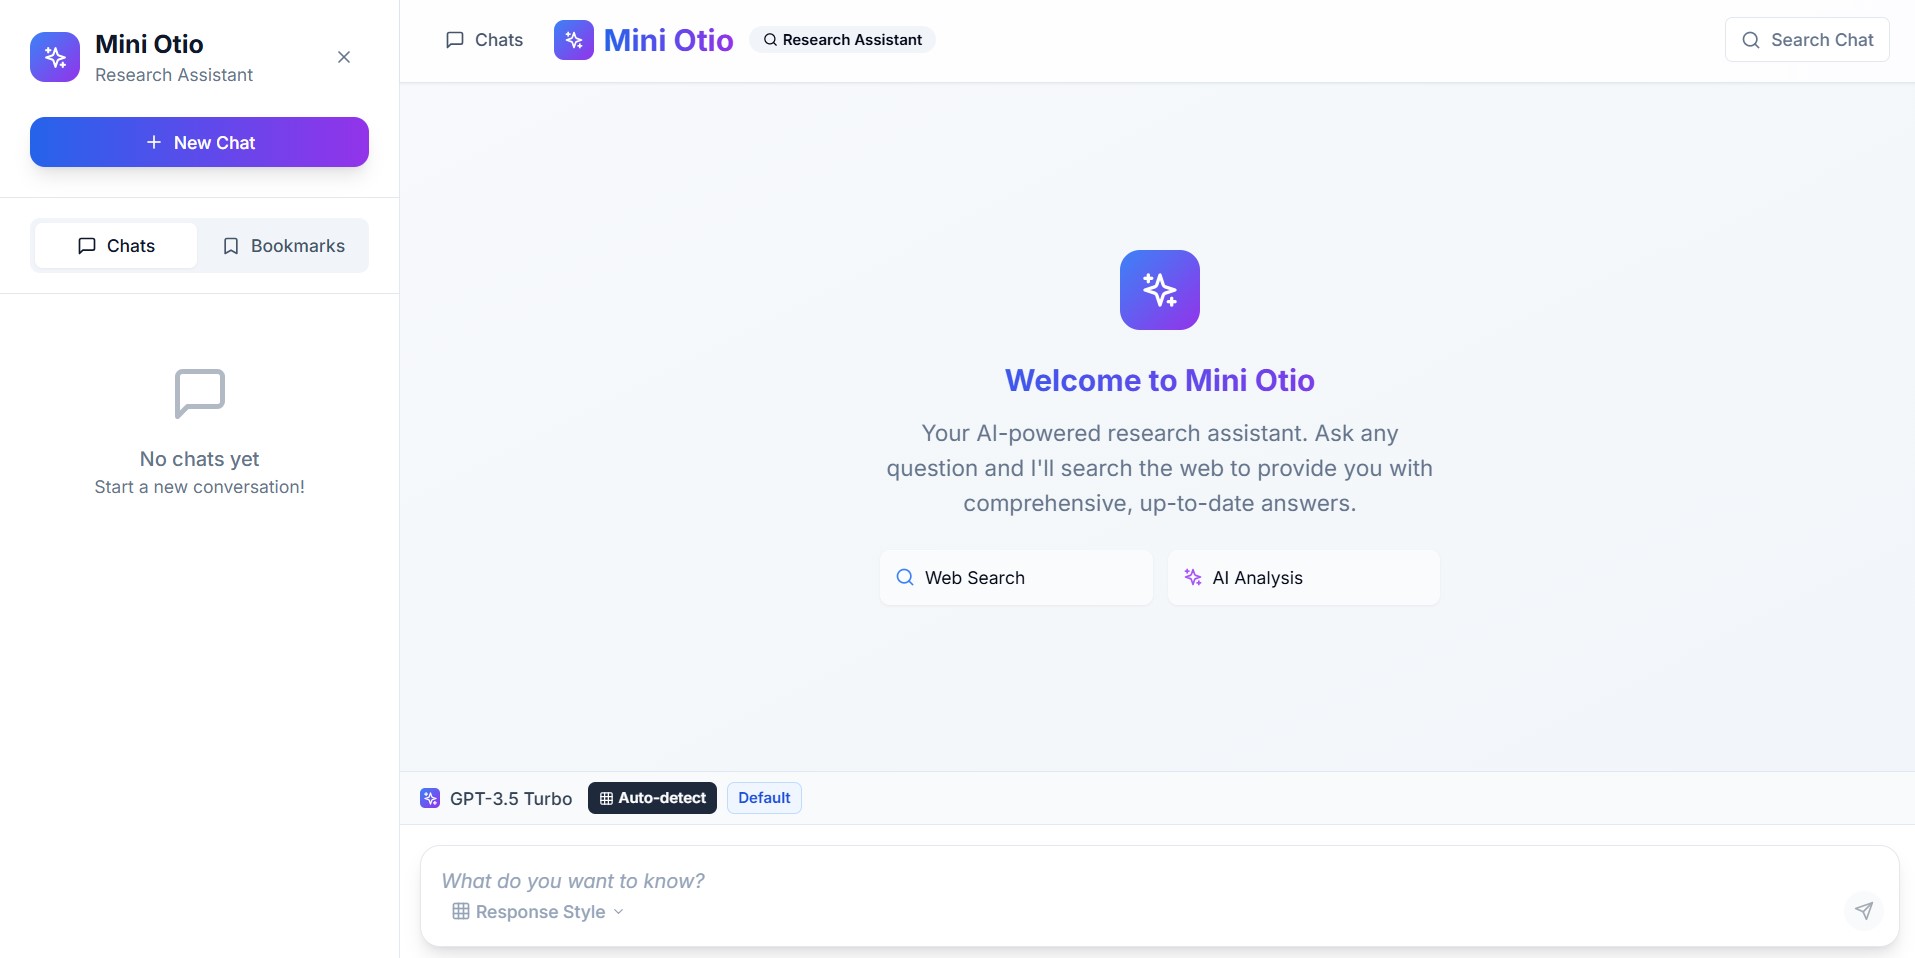 Mini Otio
Research Assistant
New Chat
Chats
Bookmarks
No chats yet
Start a new conversation!
Chats
Mini Otio
Research Assistant
Search Chat
Welcome to Mini Otio
Your AI-powered research assistant. Ask any
question and I'll search the web to provide you with
comprehensive, up-to-date answers.
Web Search
AI Analysis
GPT-3.5 Turbo
Auto-detect
Default
What do you want to know?
Response Style